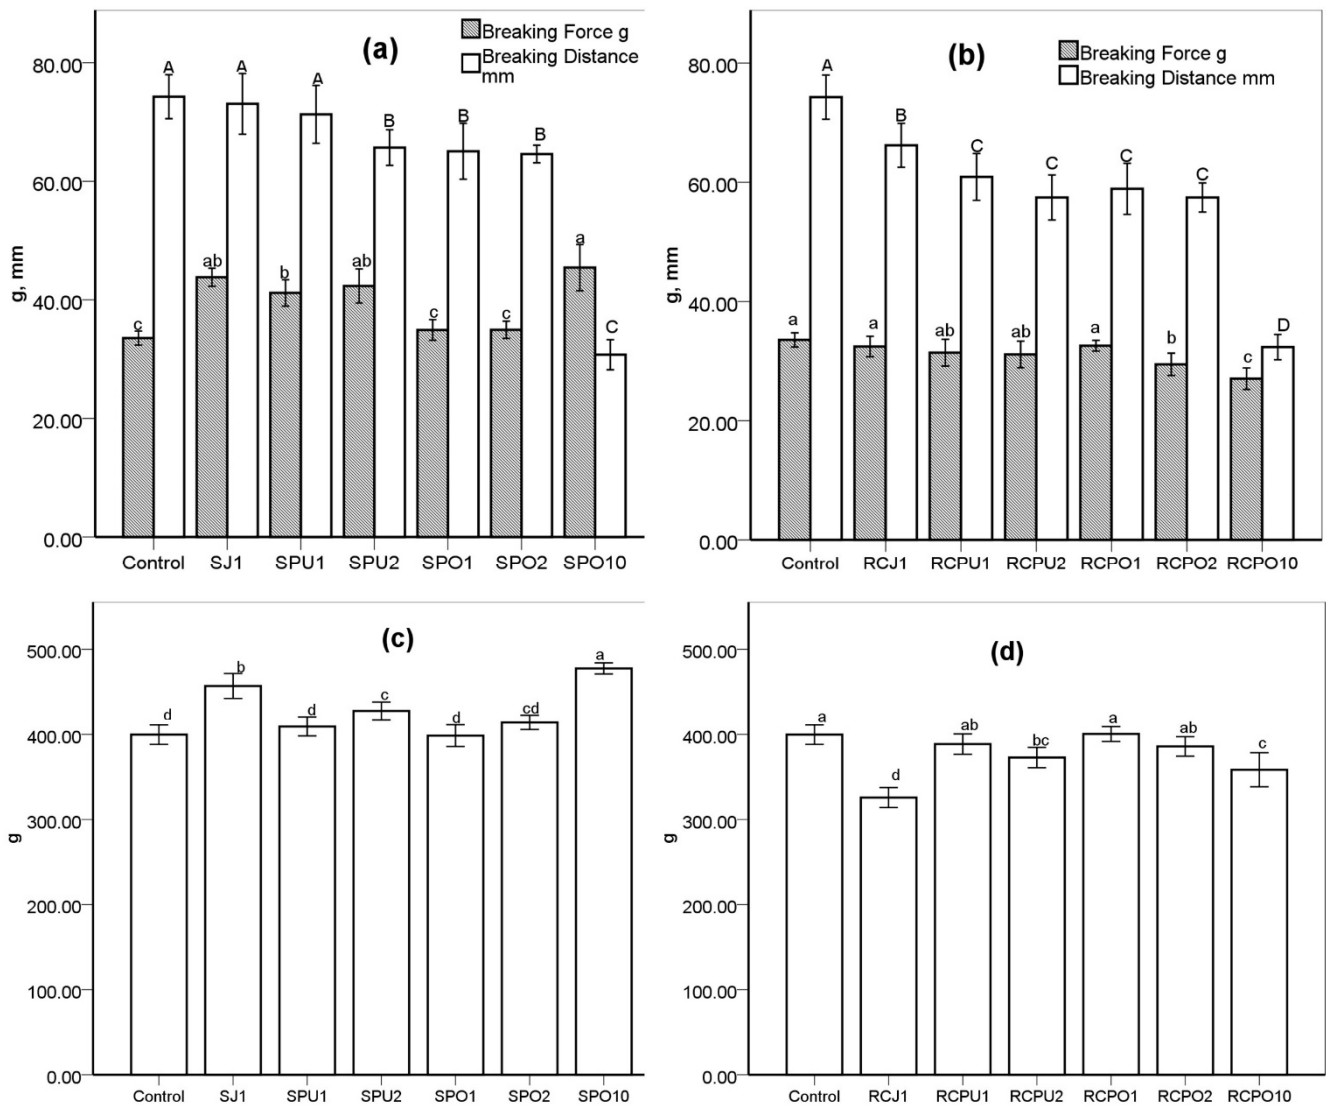 (a)
Breaking Force g
Breaking Distance
mm
80.00
60.00
40.00
20.00
0.00
g, mm
c A
ab A
b A
ab B
c B
c B
a C
Control SJ1 SPU1 SPU2 SPO1 SPO2 SPO10
(b)
Breaking Force g
Breaking Distance mm
80.00
60.00
40.00
20.00
0.00
g, mm
a A
a B
ab C
ab C
a C
b C
c D
Control RCJ1 RCPU1 RCPU2 RCPO1 RCPO2 RCPO10
(c)
500.00
400.00
300.00
200.00
100.00
0.00
g
d b d c d cd a
Control SJ1 SPU1 SPU2 SPO1 SPO2 SPO10
(d)
500.00
400.00
300.00
200.00
100.00
0.00
g
a d ab bc a ab c
Control RCJ1 RCPU1 RCPU2 RCPO1 RCPO2 RCPO10